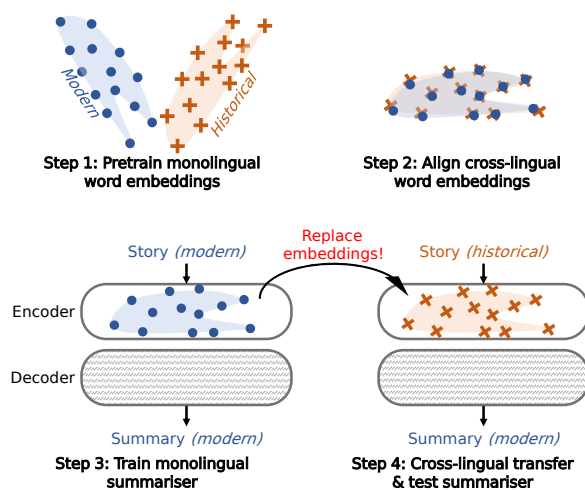 Modern
Historical
Step 1: Pretrain monolingual
word embeddings
Step 2: Align cross-lingual
word embeddings
Replace
embeddings!
Story (modern)
Story (historical)
Encoder
Decoder
Summary (modern)
Summary (modern)
Step 3: Train monolingual
summariser
Step 4: Cross-lingual transfer
& test summariser